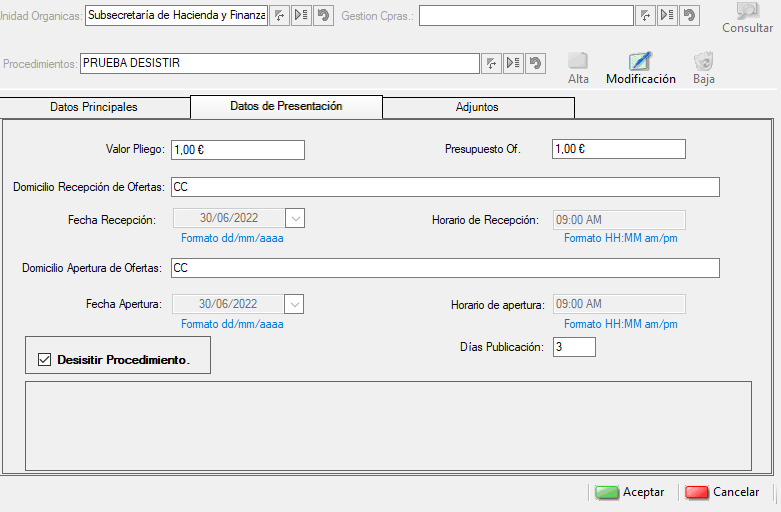 Unidad Organicas: Subsecretaría de Hacienda y Finanza Gestion Cpras.:
Consultar
Procedimientos: PRUEBA DESISTIR
Alta Modificación Baja
Datos Principales Datos de Presentación Adjuntos
Valor Pliego: 1,00 € Presupuesto Of. 1,00 €
Domicilio Recepción de Ofertas: CC
Fecha Recepción: 30/06/2022 Horario de Recepción: 09:00 AM
Formato dd/mm/aaaa Formato HH:MM am/pm
Domicilio Apertura de Ofertas: CC
Fecha Apertura: 30/06/2022 Horario de apertura: 09:00 AM
Formato dd/mm/aaaa Formato HH:MM am/pm
Días Publicación: 3
Desisitir Procedimiento.
Aceptar Cancelar